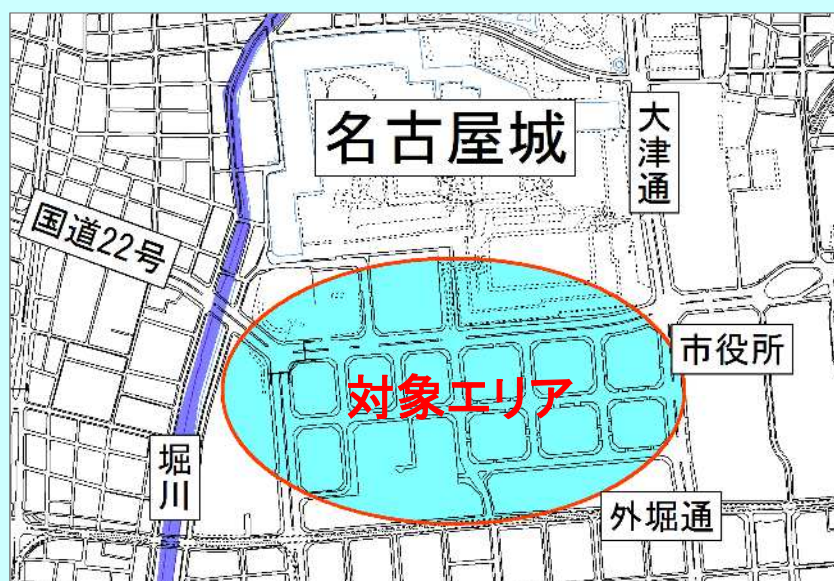 名古屋城
大津通
国道22号
市役所
対象エリア
堀川
外堀通